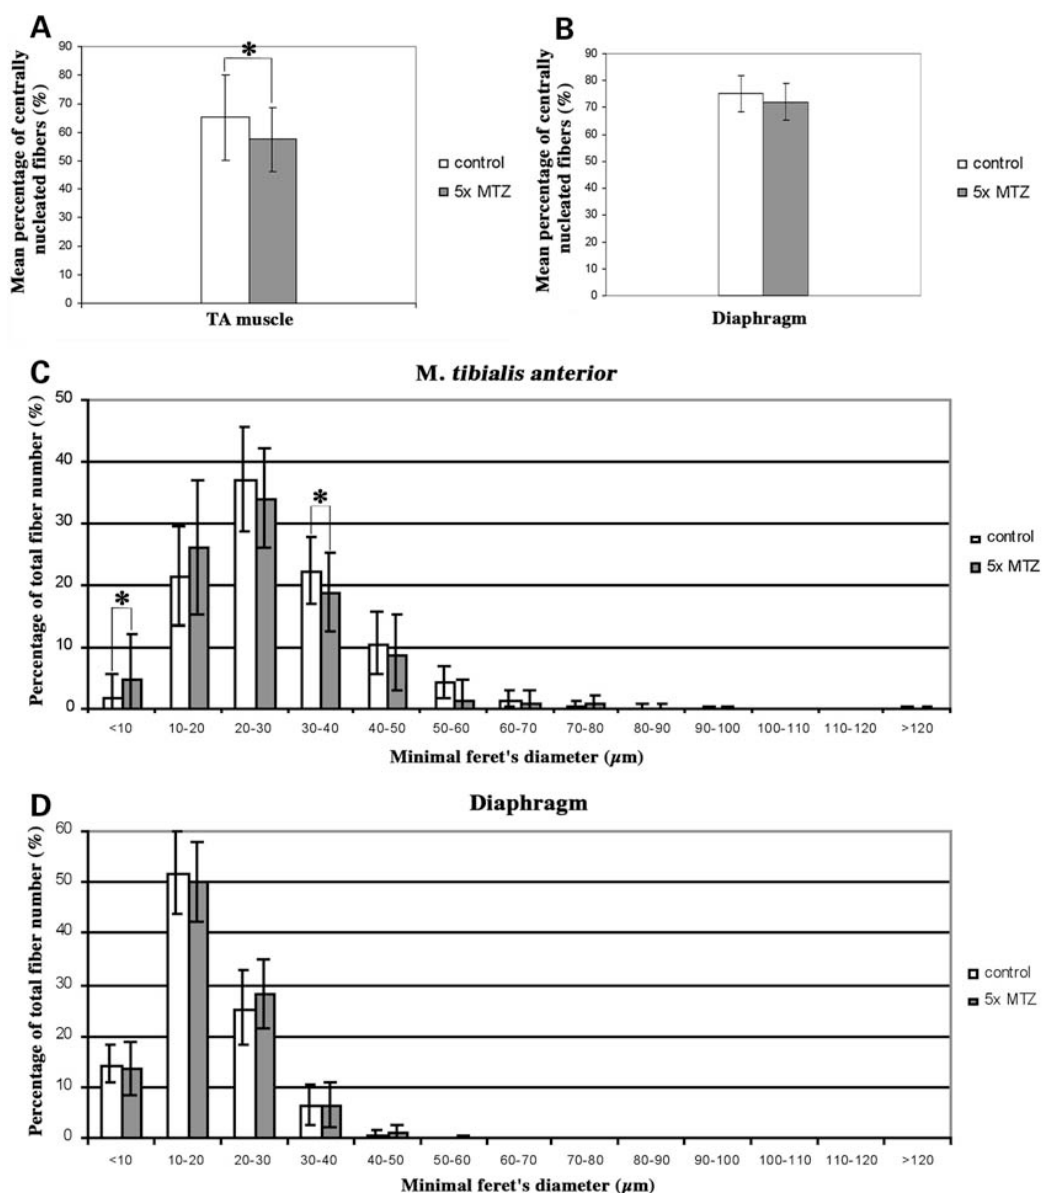 A
Mean percentage of centrally
nucleated fibers (%)
90
80
70
60
50
40
30
20
10
0
*
control
5x MTZ
TA muscle
B
Mean percentage of centrally
nucleated fibers (%)
90
80
70
60
50
40
30
20
10
0
control
5x MTZ
Diaphragm
C
M. tibialis anterior
Percentage of total fiber number (%)
50
40
30
20
10
0
*
*
control
5x MTZ
<10 10-20 20-30 30-40 40-50 50-60 60-70 70-80 80-90 90-100 100-110 110-120 >120
Minimal feret's diameter (µm)
D
Diaphragm
Percentage of total fiber number (%)
60
50
40
30
20
10
0
control
5x MTZ
<10 10-20 20-30 30-40 40-50 50-60 60-70 70-80 80-90 90-100 100-110 110-120 >120
Minimal feret's diameter (µm)